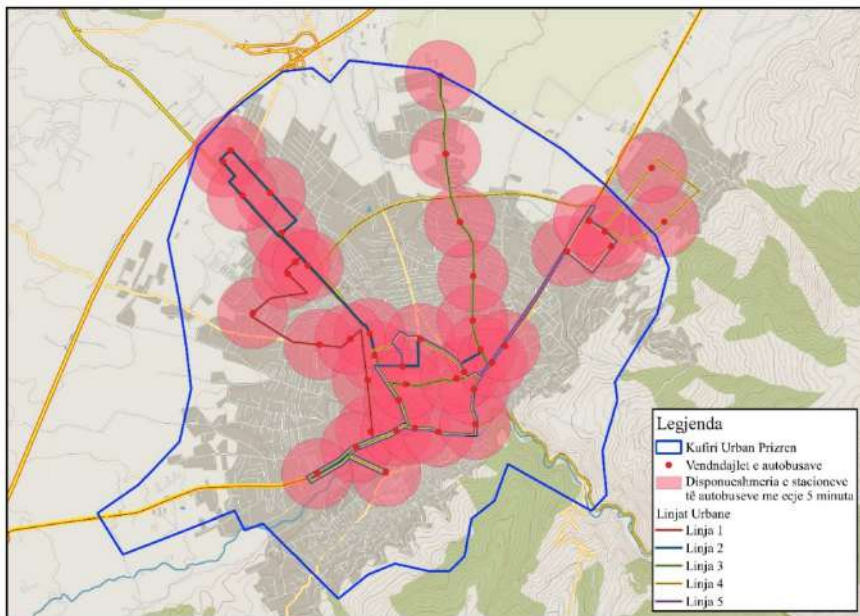 Legjenda
Kufiri Urban Prizren
Vendndajlet e autobusave
Disponueshmeria e stacioneve
të autobuseve me ecje 5 minuta
Linjat Urbane
Linja 1
Linja 2
Linja 3
Linja 4
Linja 5